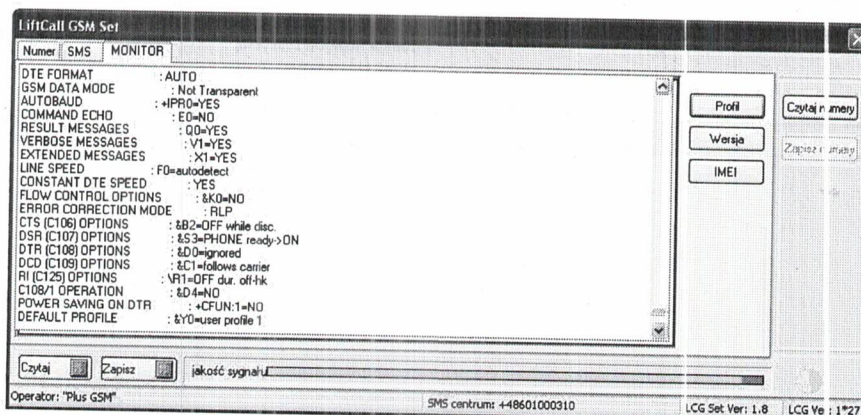 LiftCall GSM Set
Numer SMS MONITOR
DTE FORMAT : AUTO
GSM DATA MODE : Not Transparent
AUTOBAUD : +IPR0=YES
COMMAND ECHO : E0=NO
RESULT MESSAGES : Q0=YES
VERBOSE MESSAGES : V1=YES
EXTENDED MESSAGES : X1=YES
LINE SPEED : F0=autodetect
CONSTANT DTE SPEED : YES
FLOW CONTROL OPTIONS : &K0=NO
ERROR CORRECTION MODE : RLP
CTS (C106) OPTIONS : &B2=OFF while disc.
DSR (C107) OPTIONS : &S3=PHONE ready->ON
DTR (C108) OPTIONS : &D0=ignored
DCD (C109) OPTIONS : &C1=follows carrier
RI (C125) OPTIONS : \R1=OFF dur. off-hk
C108/1 OPERATION : &D4=NO
POWER SAVING ON DTR : +CFUN:1=NO
DEFAULT PROFILE : &Y0=user profile 1
Profil
Wersja
IMEI
Czytaj numery
Zapisz numery
Czytaj Zapisz jakość sygnału
Operator: "Plus GSM" SMS centrum: +48601000310 LCG Set Ver: 1.8 LCG Ve : 1*27